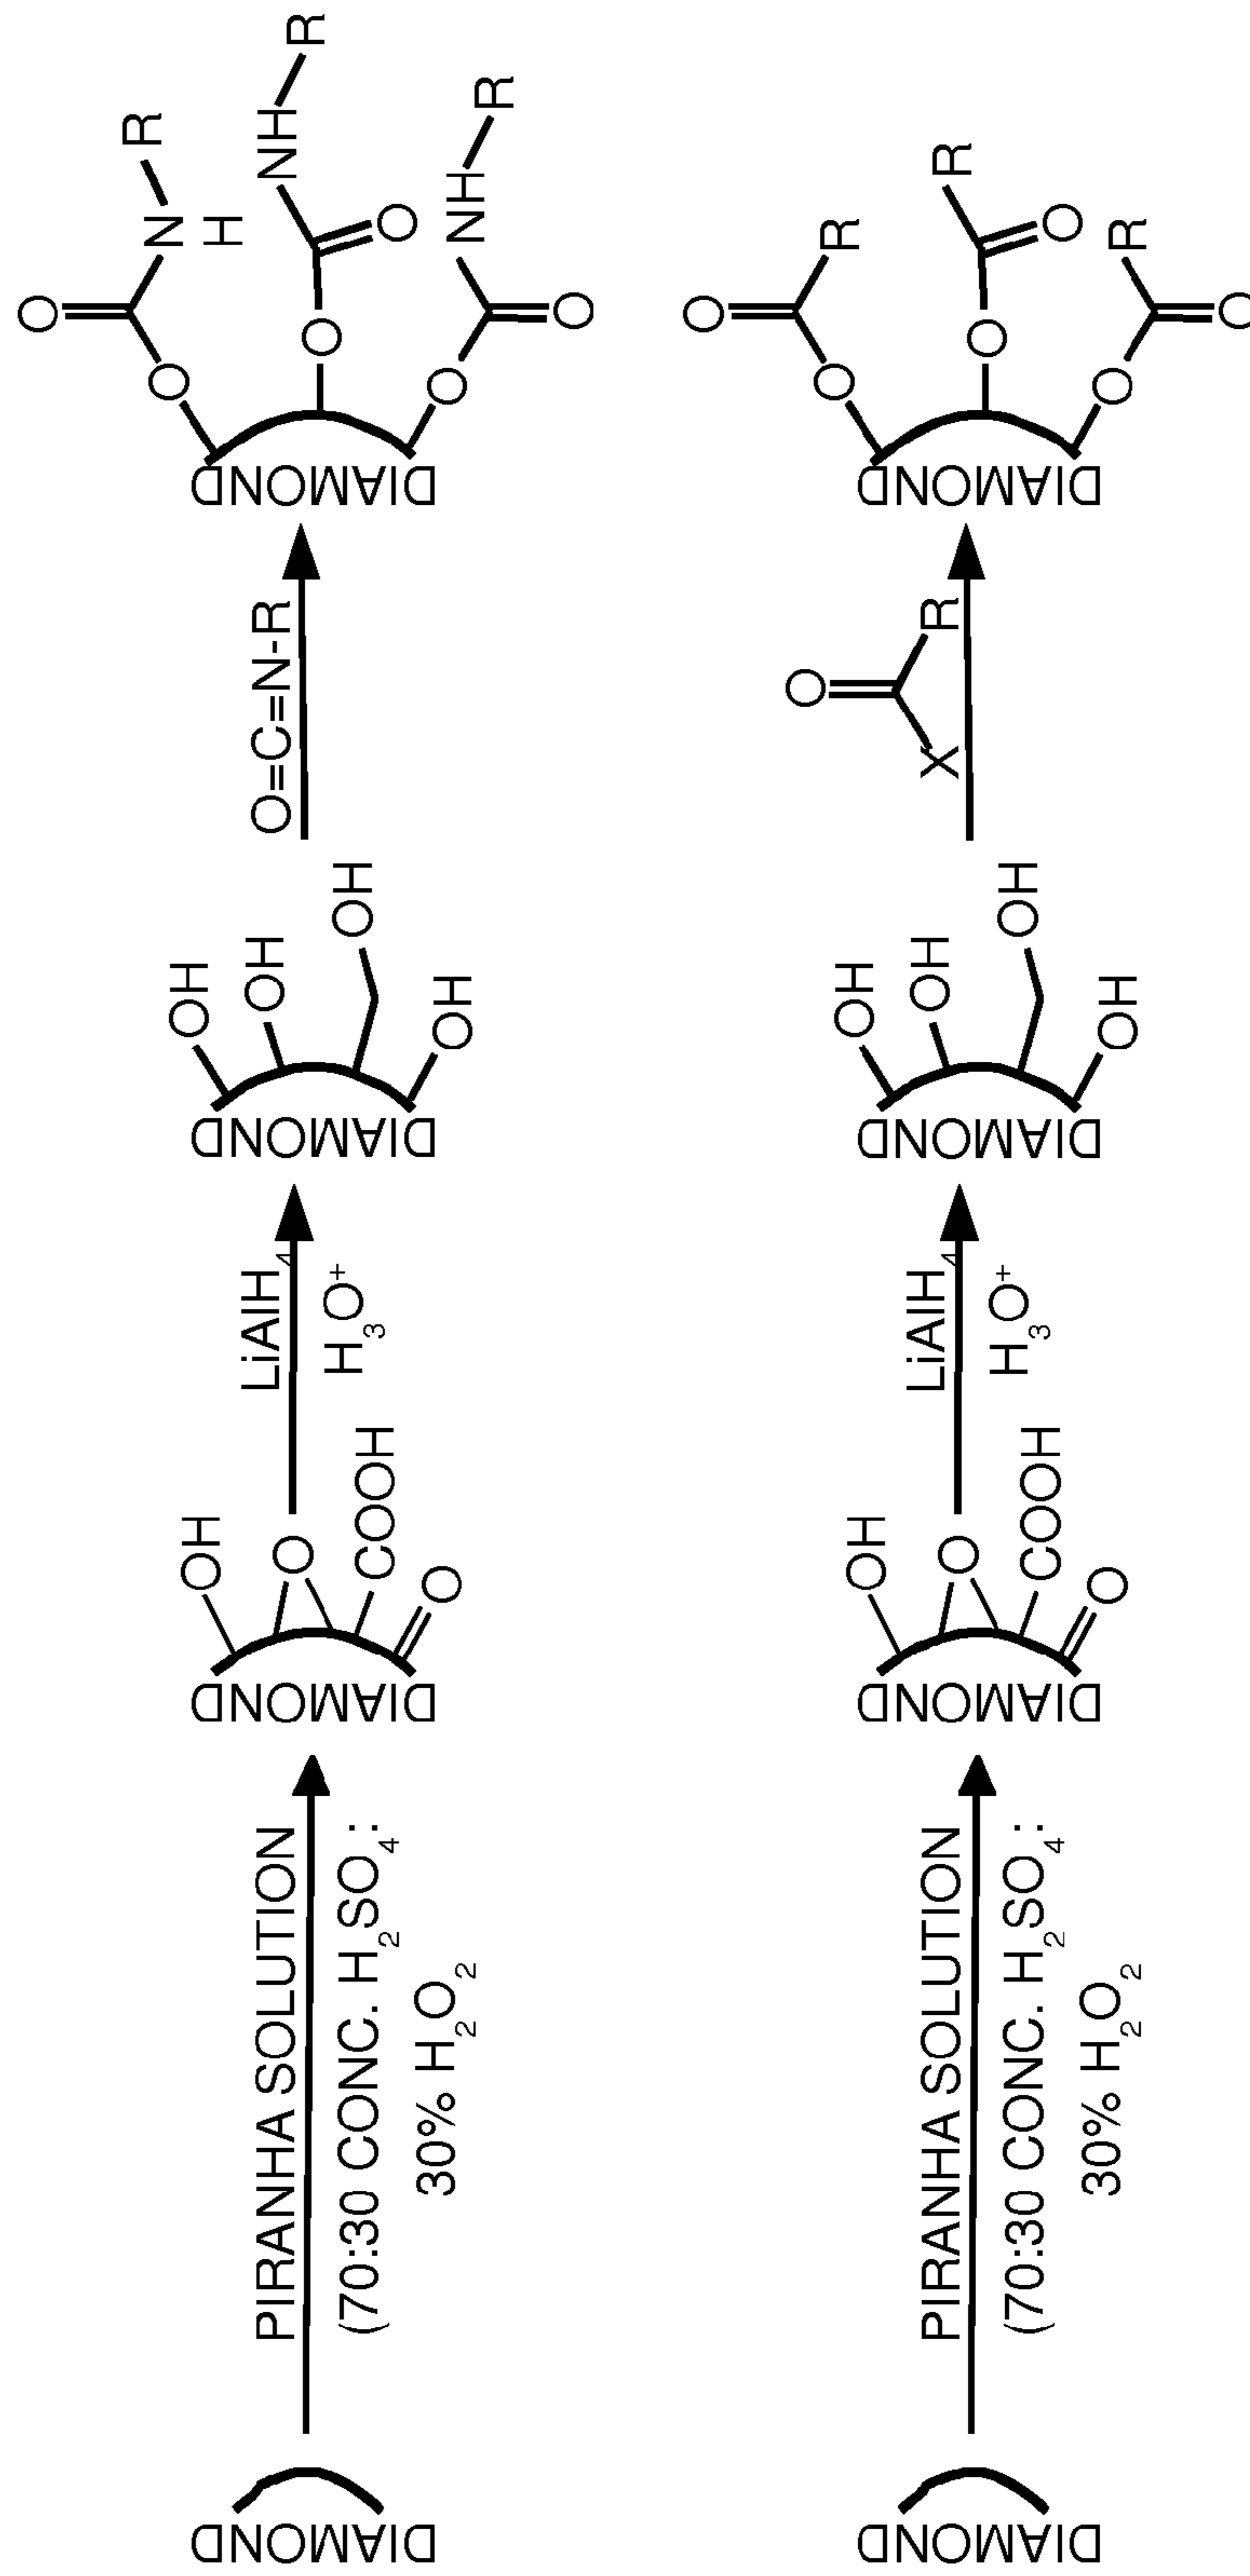 DIAMOND
PIRANHA SOLUTION
(70:30 CONC. H₂SO₄:
30% H₂O₂
DIAMOND
OH
O
COOH
O
LiAlH₄
H₃O⁺
DIAMOND
OH
OH
OH
OH
O=C=N-R
DIAMOND
O
O
N
H
R
O
NH
R
O
O
NH
R
O
DIAMOND
PIRANHA SOLUTION
(70:30 CONC. H₂SO₄:
30% H₂O₂
DIAMOND
OH
O
COOH
O
LiAlH₄
H₃O⁺
DIAMOND
OH
OH
OH
OH
O
X
R
DIAMOND
O
O
R
O
R
O
O
R
O